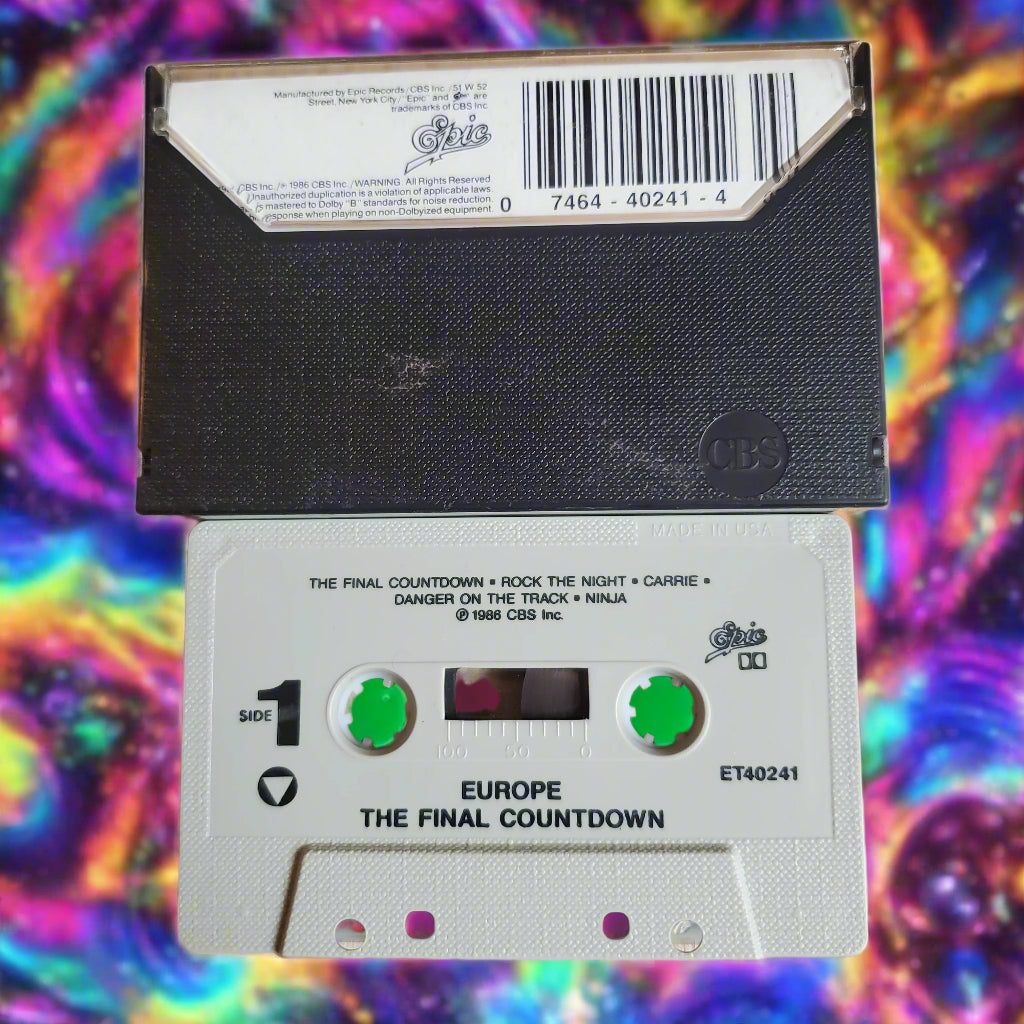 Manufactured by Epic Records/CBS Inc./51 W 52
Street, New York City/"Epic" and are
trademarks of CBS Inc
Epic
CBS Inc./℗ 1986 CBS Inc./WARNING: All Rights Reserved.
Unauthorized duplication is a violation of applicable laws.
is mastered to Dolby "B" standards for noise reduction.
response when playing on non-Dolbyized equipment.
0 7464 - 40241 - 4
CBS
MADE IN USA
THE FINAL COUNTDOWN • ROCK THE NIGHT • CARRIE •
DANGER ON THE TRACK • NINJA
℗ 1986 CBS Inc.
Epic
SIDE 1
100 50 0
ET40241
EUROPE
THE FINAL COUNTDOWN